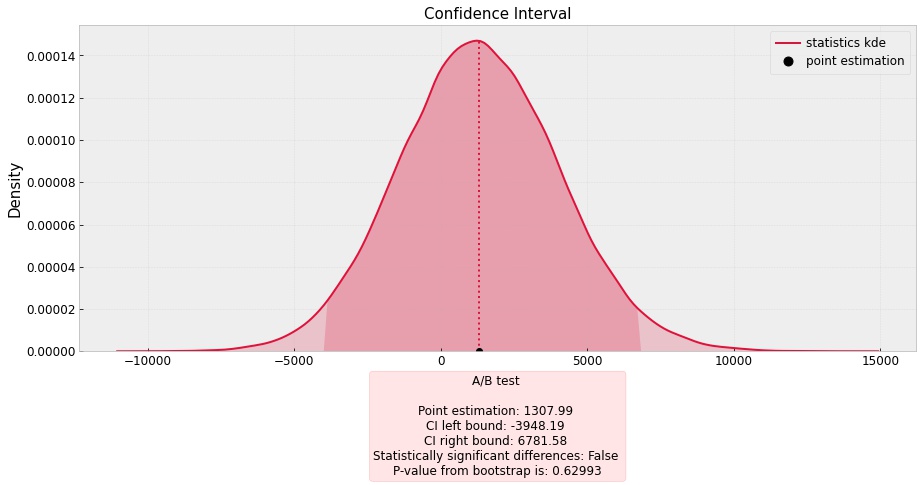 Confidence Interval
statistics kde
point estimation
Density
0.00014
0.00012
0.00010
0.00008
0.00006
0.00004
0.00002
0.00000
−10000 −5000 0 5000 10000 15000
A/B test
Point estimation: 1307.99
CI left bound: -3948.19
CI right bound: 6781.58
Statistically significant differences: False
P-value from bootstrap is: 0.62993